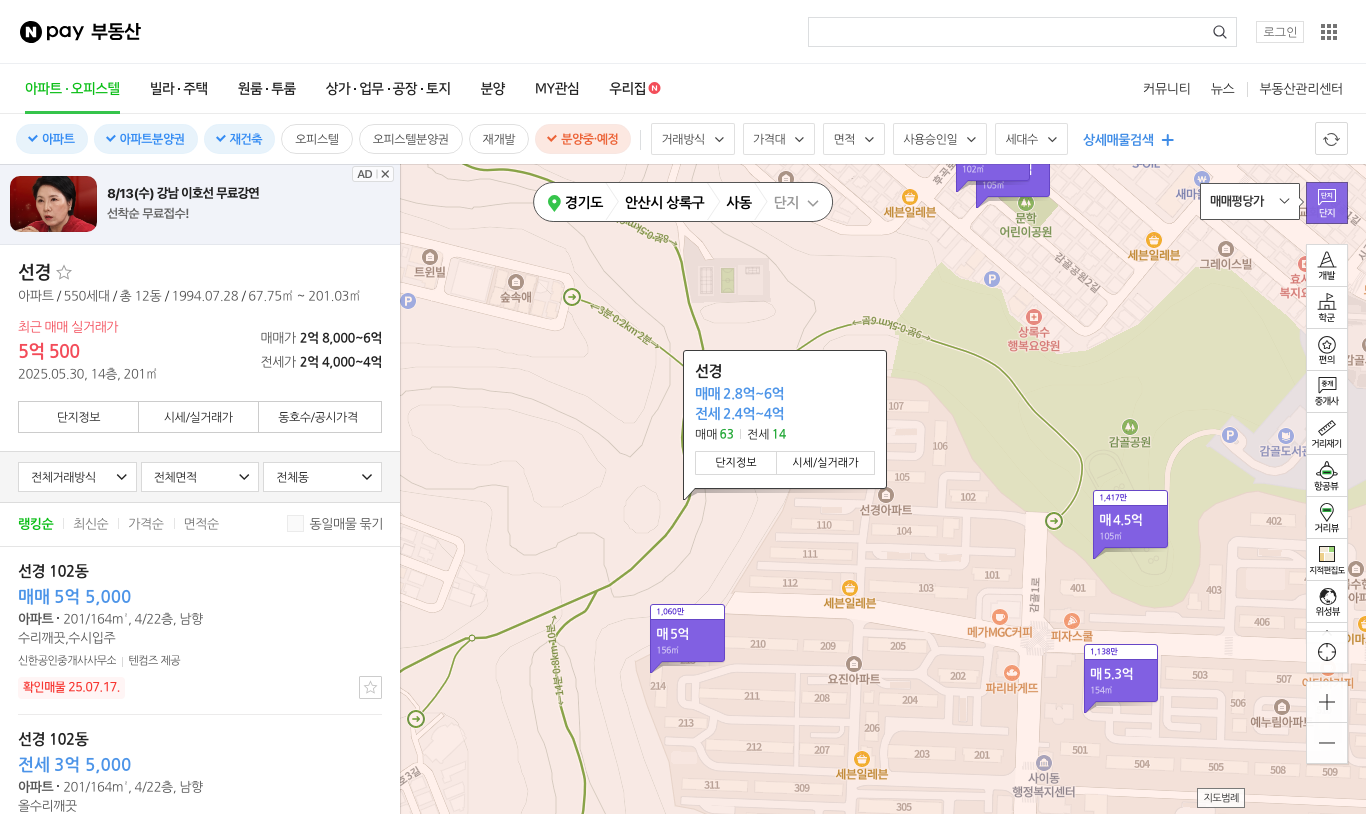 N pay 부동산
로그인
아파트·오피스텔
빌라·주택
원룸·투룸
상가·업무·공장·토지
분양
MY관심
우리집 N
커뮤니티
뉴스
부동산관리센터
아파트
아파트분양권
재건축
오피스텔
오피스텔분양권
재개발
분양중·예정
거래방식
가격대
면적
사용승인일
세대수
상세매물검색
AD
8/13(수) 강남 이호선 무료강연
선착순 무료접수!
선경
아파트 / 550세대 / 총 12동 / 1994.07.28 / 67.75㎡ ~ 201.03㎡
최근 매매 실거래가
5억 500
2025.05.30, 14층, 201㎡
매매가 2억 8,000~6억
전세가 2억 4,000~4억
단지정보
시세/실거래가
동호수/공시가격
전체거래방식
전체면적
전체동
랭킹순
최신순
가격순
면적순
동일매물 묶기
선경 102동
매매 5억 5,000
아파트 · 201/164㎡, 4/22층, 남향
수리깨끗,수시입주
신한공인중개사사무소
텐컴즈 제공
확인매물 25.07.17.
선경 102동
전세 3억 5,000
아파트 · 201/164㎡, 4/22층, 남향
올수리깨끗
경기도
안산시 상록구
사동
단지
102㎡
105㎡
S-OIL
새마을
매매평당가
단지
단지
세븐일레븐
문학
어린이공원
세븐일레븐
그레이스빌
감골공원2길
트윈빌
숲속애
P
P
3분 0.2km 2분
상록수
행복요양원
선경
매매 2.8억~6억
전세 2.4억~4억
매매 63
전세 14
단지정보
시세/실거래가
107
106
105
102
선경아파트
110
104
111
112
103
101
감골공원
P
감골도서관
1,417만
매 4.5억
105㎡
402
401
406
감골1로
세븐일레븐
메가MGC커피
피자스쿨
1,060만
매 5억
156㎡
210
209
205
요진아파트
202
파리바게뜨
1,138만
매 5.3억
154㎡
503
507
506
예누림아파트
214
211
208
204
213
212
207
206
203
201
세븐일레븐
사이동
행정복지센터
501
504
505
508
509
311
309
305
개발
학군
편의
중개
중개사
거리재기
항공뷰
거리뷰
지적편집도
위성뷰
지도범례